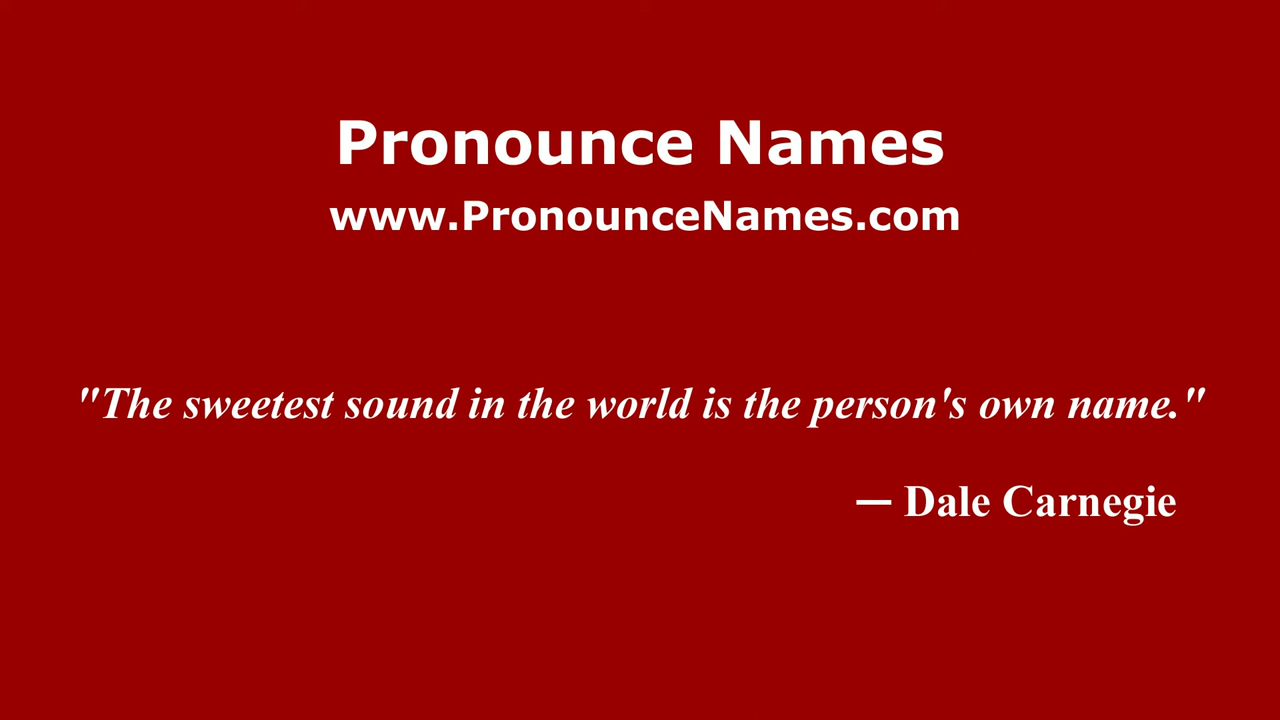 Pronounce Names
www.PronounceNames.com
"The sweetest sound in the world is the person's own name."
— Dale Carnegie